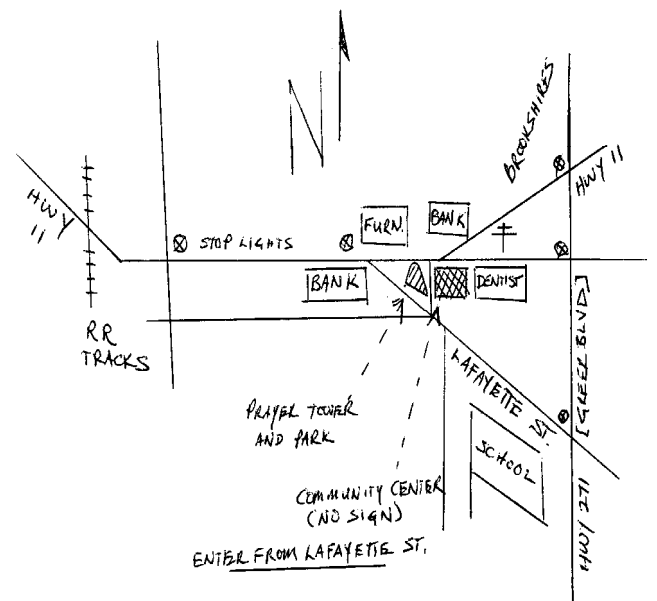 N
BROOKSHIRES
HWY 11
HWY
11
FURN.
BANK
STOP LIGHTS
BANK
DENTIST
RR
TRACKS
[GREER BLVD]
LAFAYETTE ST.
PRAYER TOWER
AND PARK
SCHOOL
COMMUNITY CENTER
(NO SIGN)
HWY 271
ENTER FROM LAFAYETTE ST.